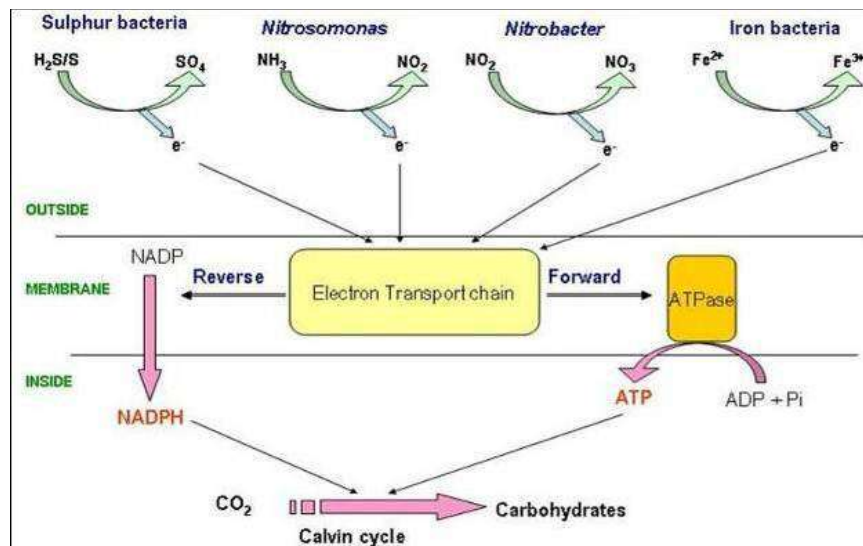 Sulphur bacteria Nitrosomonas Nitrobacter Iron bacteria
H₂S/S SO₄ NH₃ NO₂ NO₂ NO₃ Fe²⁺ Fe³⁺
e⁻ e⁻ e⁻ e⁻
OUTSIDE
NADP
Reverse Electron Transport chain Forward
MEMBRANE
ATPase
INSIDE
NADPH ATP ADP + Pi
CO₂ Carbohydrates
Calvin cycle